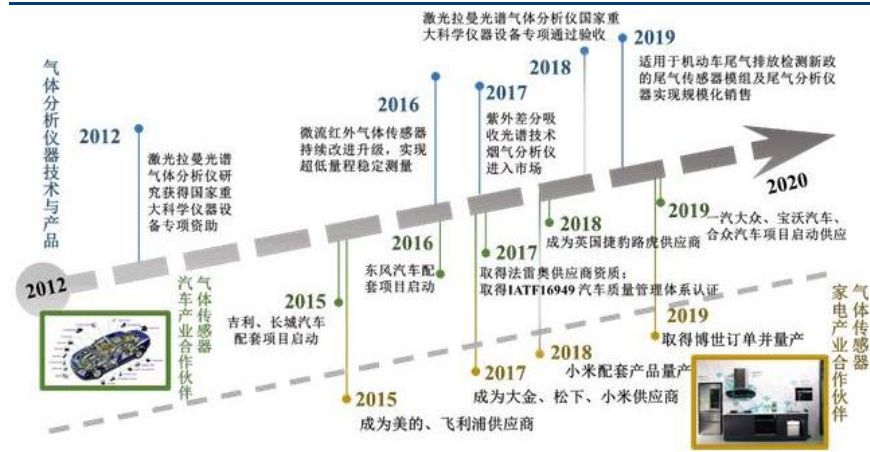 气体分析仪器技术与产品
2012
激光拉曼光谱
气体分析仪研
究获得国家重
大科学仪器设
备专项资助
2016
微流红外气体传感器
持续改进升级，实现
超低量程稳定测量
2017
紫外差分吸
收光谱技术
烟气分析仪
进入市场
激光拉曼光谱气体分析仪国家重
大科学仪器设备专项通过验收
2018
2019
适用于机动车尾气排放检测新政
的尾气传感器模组及尾气分析仪
器实现规模化销售
2012
2020
气体传感器
汽车产业合作伙伴
2015
吉利、长城汽车
配套项目启动
2016
东风汽车配
套项目启动
2017
取得法雷奥供应商资质；
取得IATF16949 汽车质量管理体系认证
2018
成为英国捷豹路虎供应商
2019
一汽大众、宝沃汽车、
合众汽车项目启动供应
2015
成为美的、飞利浦供应商
2017
成为大金、松下、小米供应商
2018
小米配套产品量产
2019
取得博世订单并量产
气体传感器
家电产业合作伙伴